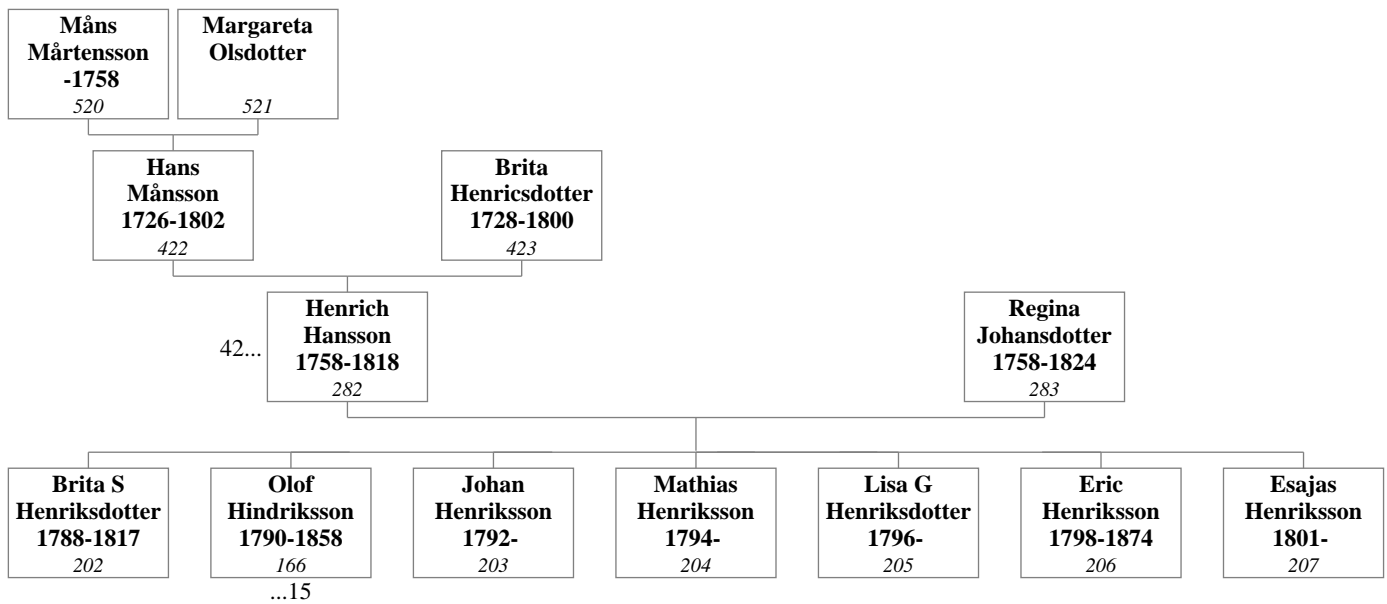 Måns
Mårtensson
-1758
520
Margareta
Olsdotter
521
Hans
Månsson
1726-1802
422
Brita
Henricsdotter
1728-1800
423
42...
Henrich
Hansson
1758-1818
282
Regina
Johansdotter
1758-1824
283
Brita S
Henriksdotter
1788-1817
202
Olof
Hindriksson
1790-1858
166
...15
Johan
Henriksson
1792-
203
Mathias
Henriksson
1794-
204
Lisa G
Henriksdotter
1796-
205
Eric
Henriksson
1798-1874
206
Esajas
Henriksson
1801-
207